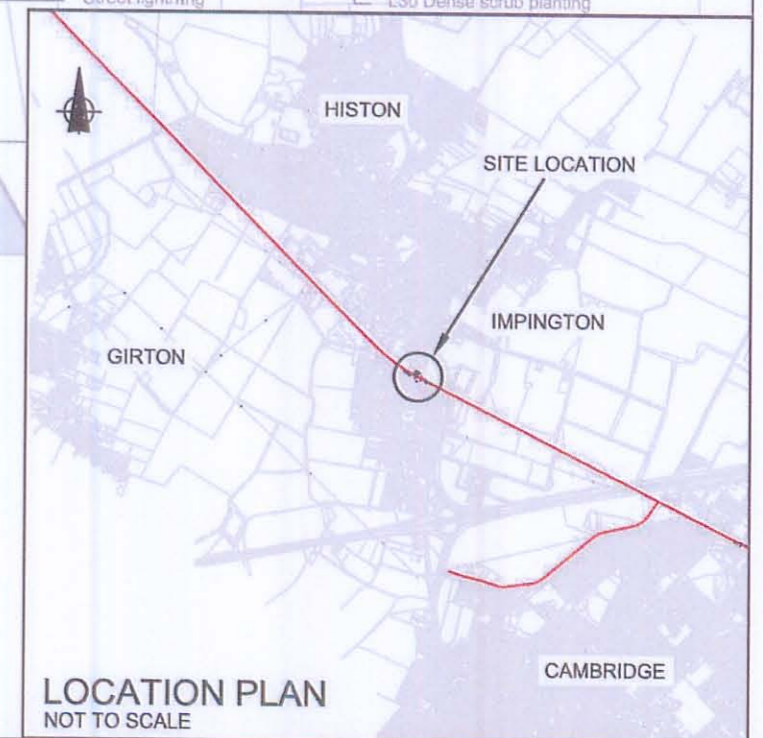 L30 Dense scrub planting
HISTON
SITE LOCATION
IMPINGTON
GIRTON
CAMBRIDGE
LOCATION PLAN
NOT TO SCALE